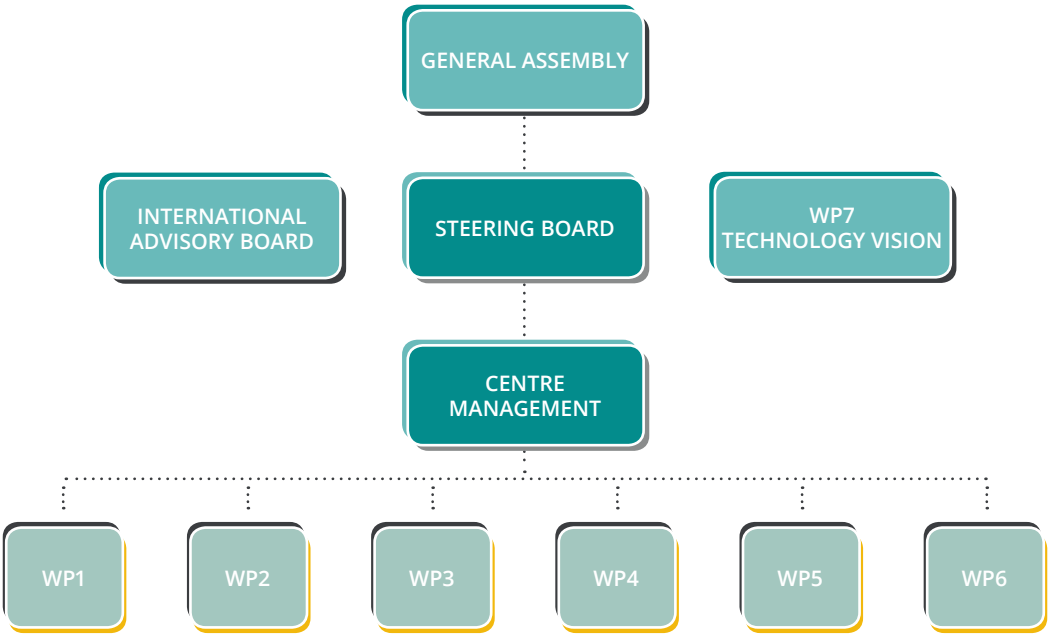 GENERAL ASSEMBLY
INTERNATIONAL
ADVISORY BOARD
STEERING BOARD
WP7
TECHNOLOGY VISION
CENTRE
MANAGEMENT
WP1
WP2
WP3
WP4
WP5
WP6